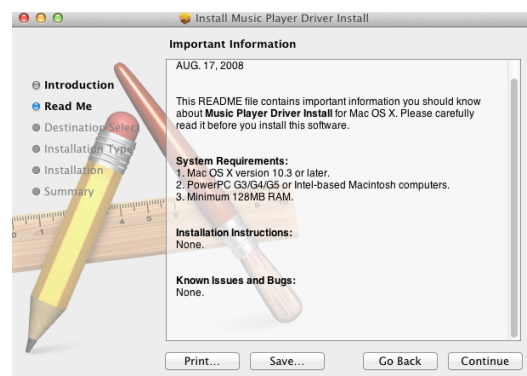 Install Music Player Driver Install
Important Information
Introduction
Read Me
Destination Select
Installation Type
Installation
Summary
AUG. 17, 2008
This README file contains important information you should know
about Music Player Driver Install for Mac OS X. Please carefully
read it before you install this software.
System Requirements:
1. Mac OS X version 10.3 or later.
2. PowerPC G3/G4/G5 or Intel-based Macintosh computers.
3. Minimum 128MB RAM.
Installation Instructions:
None.
Known Issues and Bugs:
None.
1 4 5
Print... Save... Go Back Continue